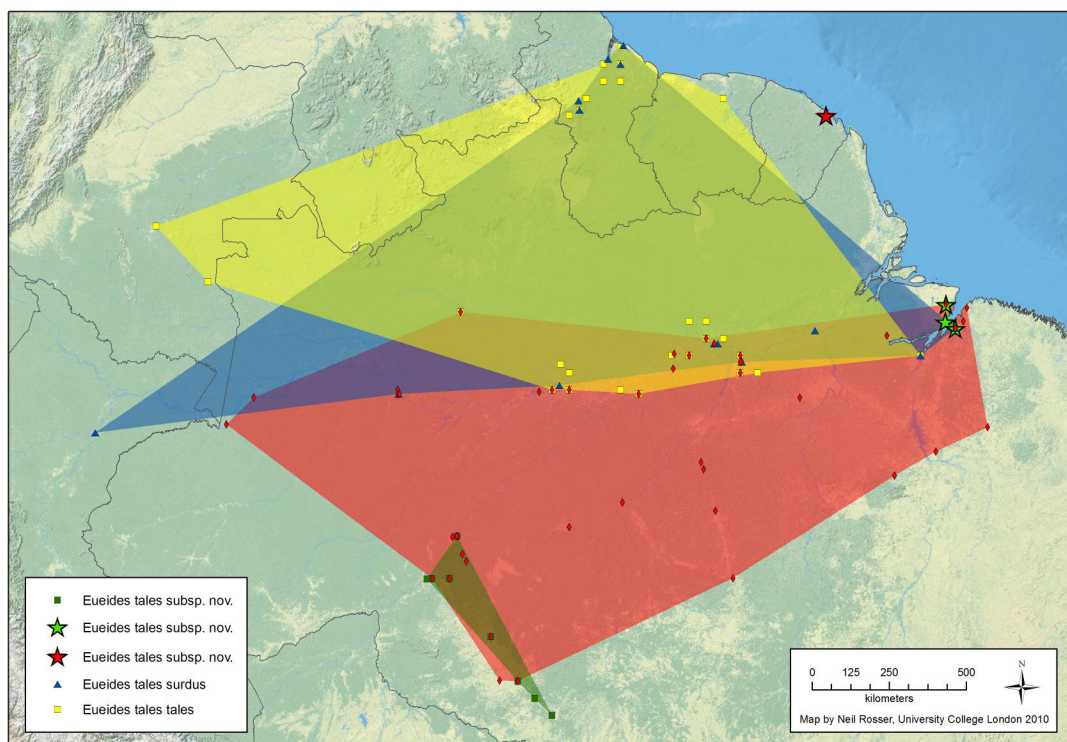 Eueides tales subsp. nov.
Eueides tales subsp. nov.
Eueides tales subsp. nov.
Eueides tales surdus
Eueides tales tales
N
0 125 250 500
kilometers
Map by Neil Rosser, University College London 2010